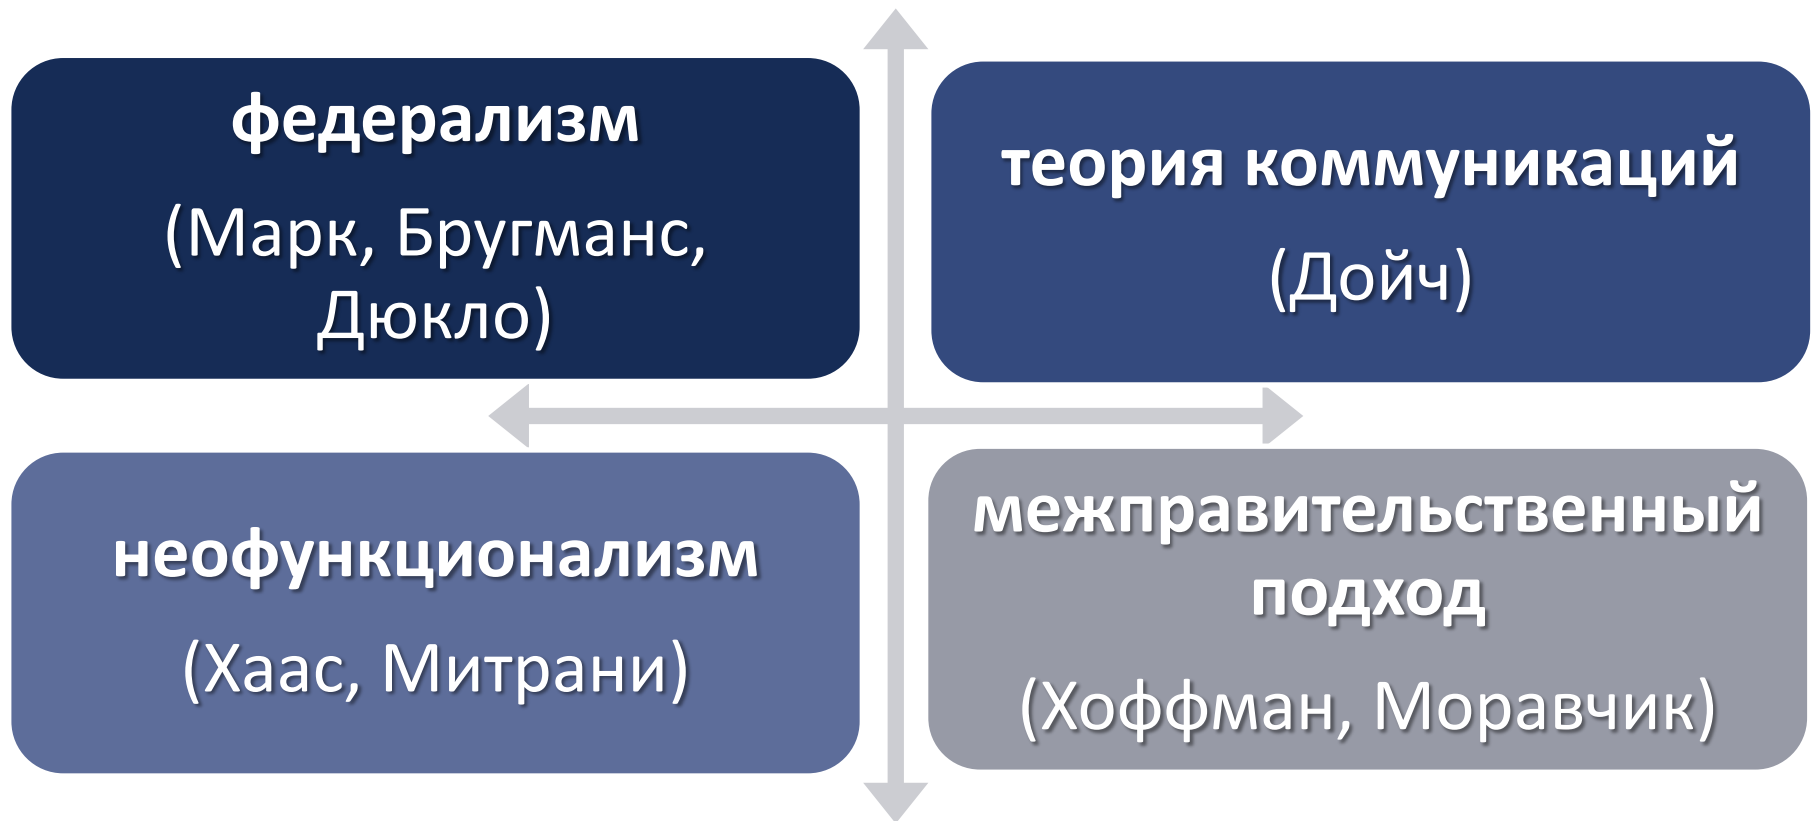 федерализм
(Марк, Бругманс,
Дюкло)
теория коммуникаций
(Дойч)
неофункционализм
(Хаас, Митрани)
межправительственный
подход
(Хоффман, Моравчик)